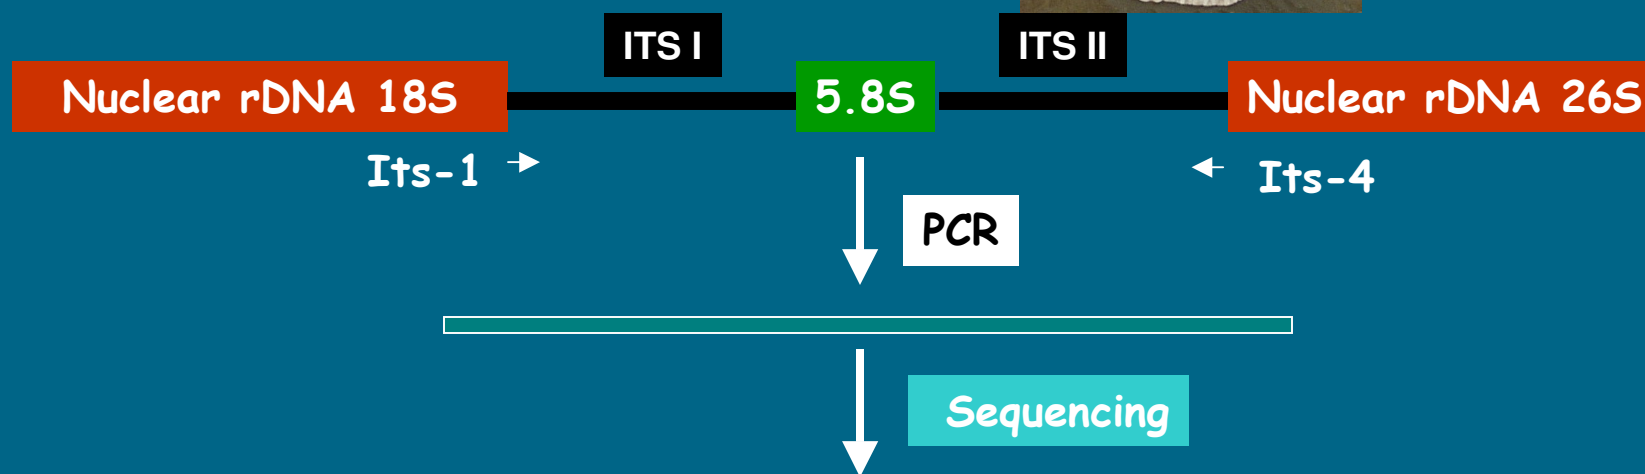 ITS I
ITS II
Nuclear rDNA 18S
5.8S
Nuclear rDNA 26S
Its-1
Its-4
PCR
Sequencing